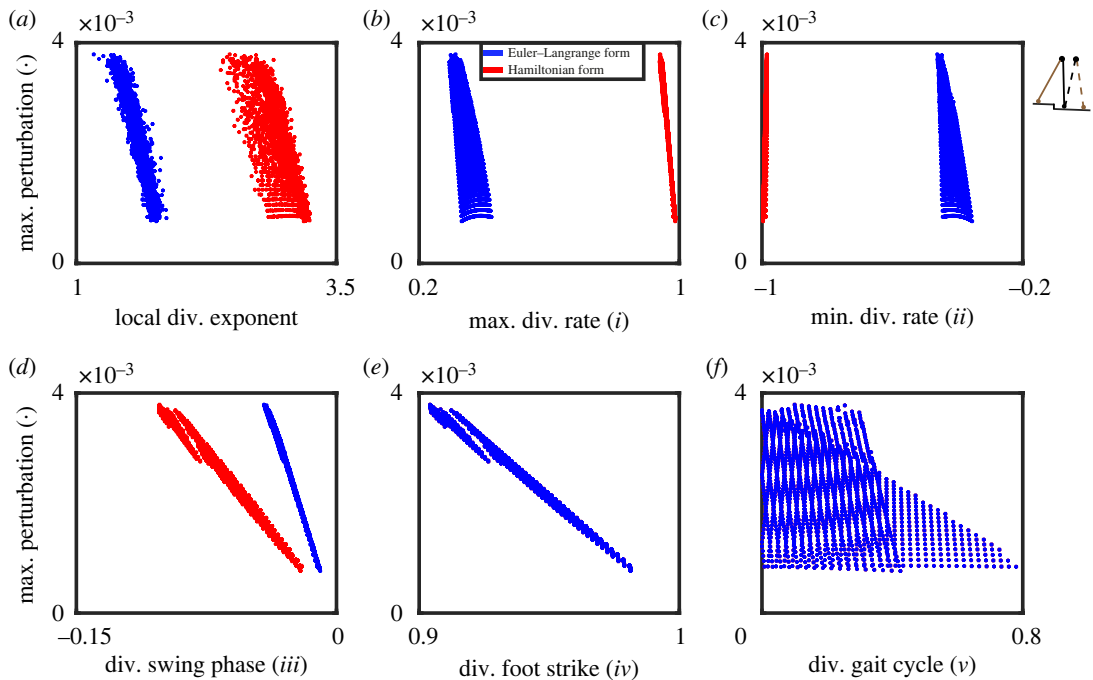 (a)
×10⁻³
4
max. perturbation (·)
0
1
3.5
local div. exponent
(b)
×10⁻³
4
Euler–Langrange form
Hamiltonian form
0
0.2
1
max. div. rate (i)
(c)
×10⁻³
4
0
–1
–0.2
min. div. rate (ii)
(d)
×10⁻³
4
max. perturbation (·)
0
–0.15
0
div. swing phase (iii)
(e)
×10⁻³
4
0
0.9
1
div. foot strike (iv)
(f)
×10⁻³
4
0
0
0.8
div. gait cycle (v)